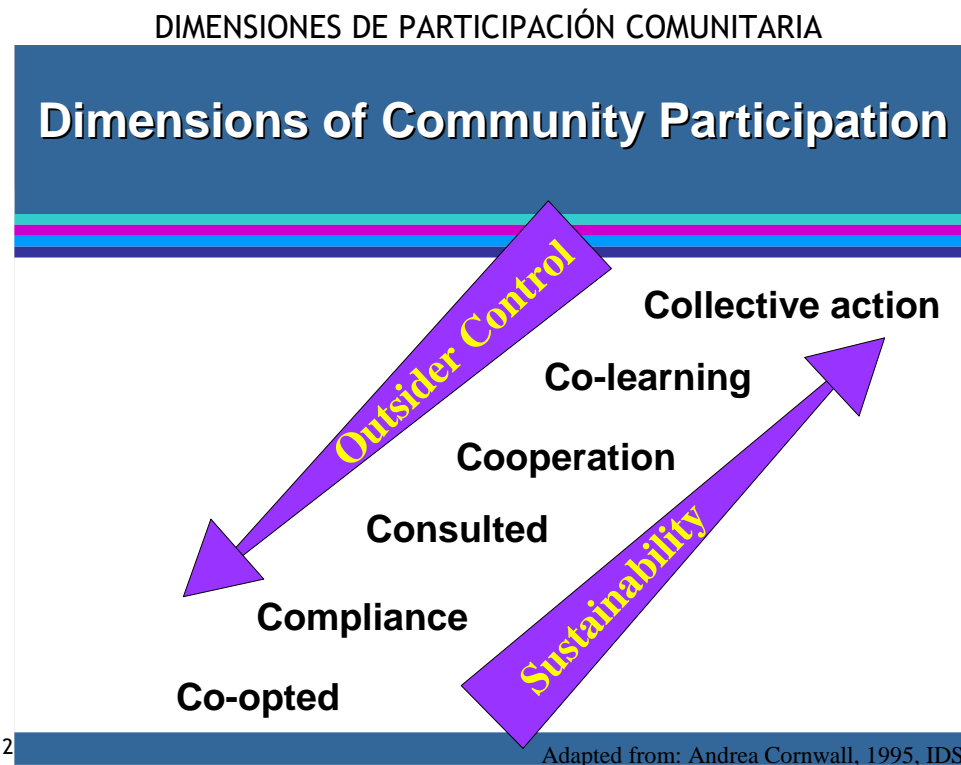 DIMENSIONES DE PARTICIPACIÓN COMUNITARIA
Dimensions of Community Participation
Outsider Control
Collective action
Co-learning
Cooperation
Consulted
Sustainability
Compliance
Co-opted
2
Adapted from: Andrea Cornwall, 1995, IDS